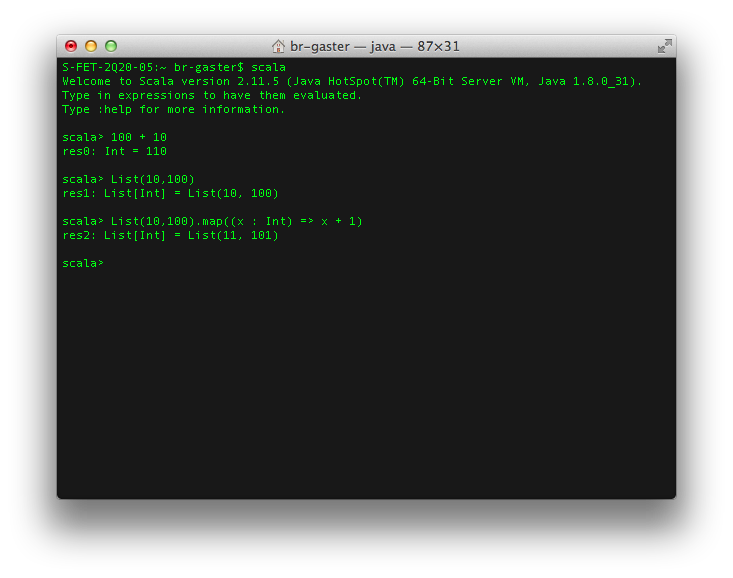 br-gaster — java — 87×31
S-FET-2Q20-05:~ br-gaster$ scala
Welcome to Scala version 2.11.5 (Java HotSpot(TM) 64-Bit Server VM, Java 1.8.0_31).
Type in expressions to have them evaluated.
Type :help for more information.
scala> 100 + 10
res0: Int = 110
scala> List(10,100)
res1: List[Int] = List(10, 100)
scala> List(10,100).map((x : Int) => x + 1)
res2: List[Int] = List(11, 101)
scala>